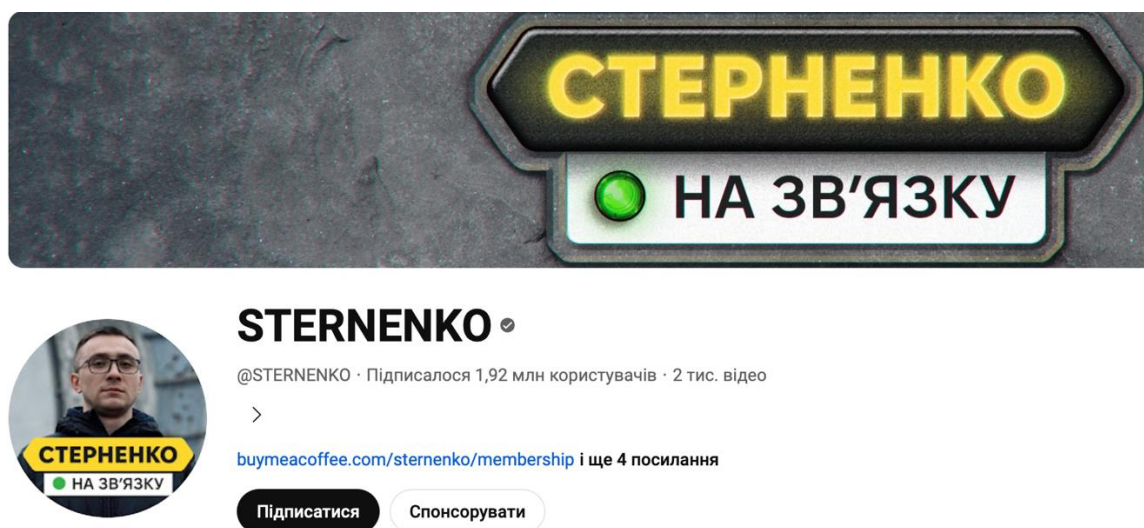 СТЕРНЕНКО
НА ЗВ’ЯЗКУ
STERNENKO
@STERNENKO · Підписалося 1,92 млн користувачів · 2 тис. відео
СТЕРНЕНКО
НА ЗВ’ЯЗКУ
buymeacoffee.com/sternenko/membership і ще 4 посилання
Підписатися Спонсорувати